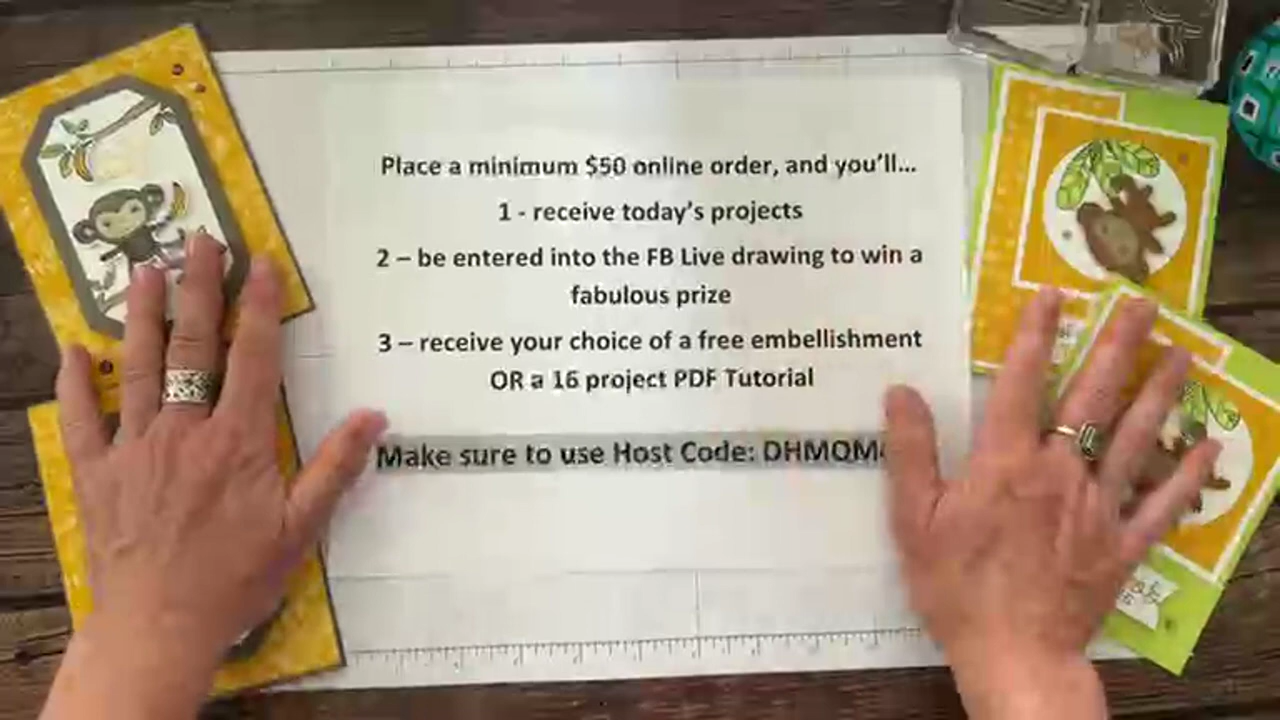 Place a minimum $50 online order, and you'll...
1 - receive today's projects
2 – be entered into the FB Live drawing to win a
fabulous prize
3 – receive your choice of a free embellishment
OR a 16 project PDF Tutorial
Make sure to use Host Code: